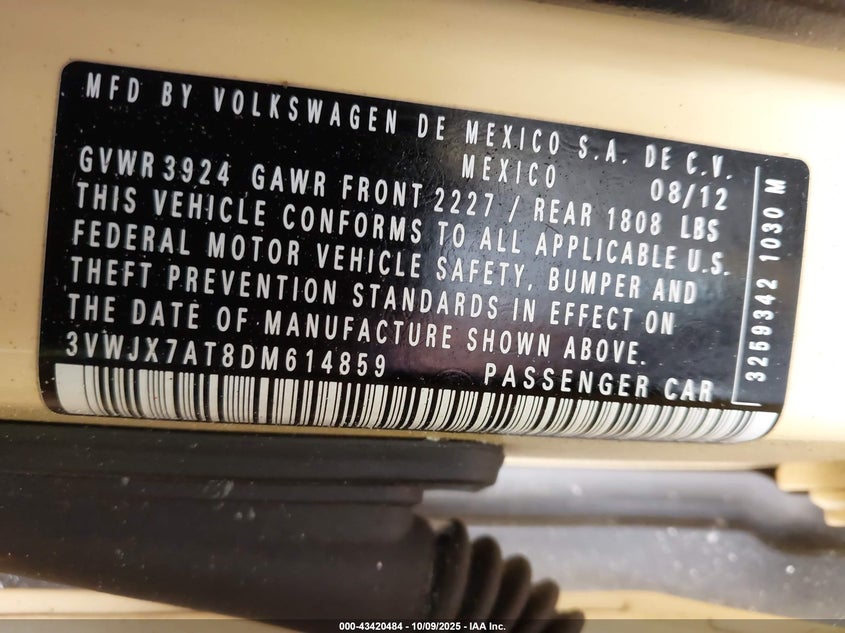 MFD BY VOLKSWAGEN DE MEXICO S.A. DE C.V.
MEXICO 08/12
GVWR 3924 GAWR FRONT 2227 / REAR 1808 LBS
THIS VEHICLE CONFORMS TO ALL APPLICABLE U.S.
FEDERAL MOTOR VEHICLE SAFETY, BUMPER AND
THEFT PREVENTION STANDARDS IN EFFECT ON
THE DATE OF MANUFACTURE SHOWN ABOVE.
3VWJX7AT8DM614859 PASSENGER CAR
3259342 1030 M
000-43420484 - 10/09/2025 - IAA Inc.